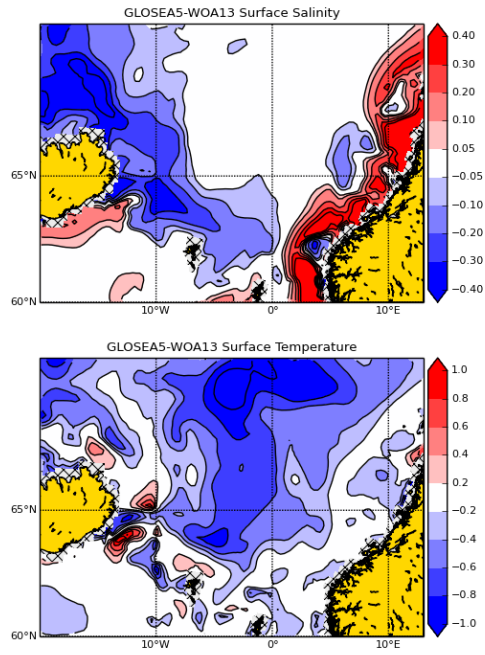 GLOSEA5-WOA13 Surface Salinity
0.40
0.30
0.20
65°N
0.10
0.05
−0.05
−0.10
−0.20
−0.30
−0.40
60°N
10°W
0°
10°E
GLOSEA5-WOA13 Surface Temperature
1.0
0.8
0.6
0.4
65°N
0.2
−0.2
−0.4
−0.6
−0.8
−1.0
60°N
10°W
0°
10°E